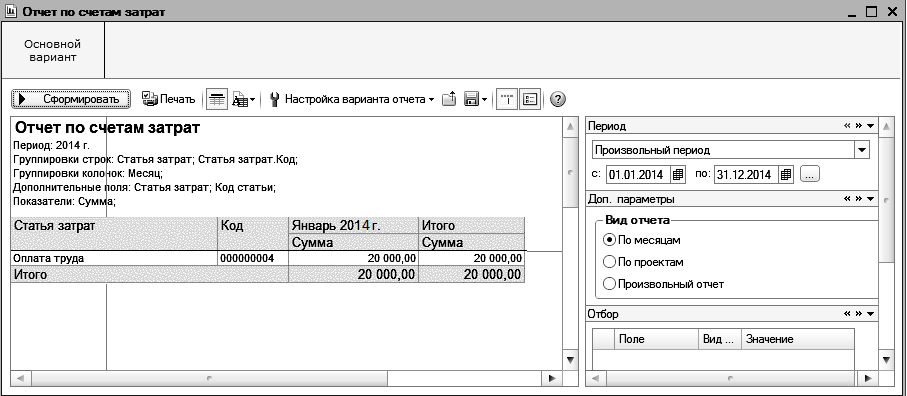 Отчет по счетам затрат
Основной
вариант
Сформировать Печать Настройка варианта отчета
Отчет по счетам затрат
Период: 2014 г.
Группировки строк: Статья затрат; Статья затрат.Код;
Группировки колонок: Месяц;
Дополнительные поля: Статья затрат; Код статьи;
Показатели: Сумма;
Статья затрат Код Январь 2014 г. Итого
Сумма Сумма
Оплата труда 000000004 20 000,00 20 000,00
Итого 20 000,00 20 000,00
Период
Произвольный период
с: 01.01.2014 по: 31.12.2014 ...
Доп. параметры
Вид отчета
По месяцам
По проектам
Произвольный отчет
Отбор
Поле Вид ... Значение